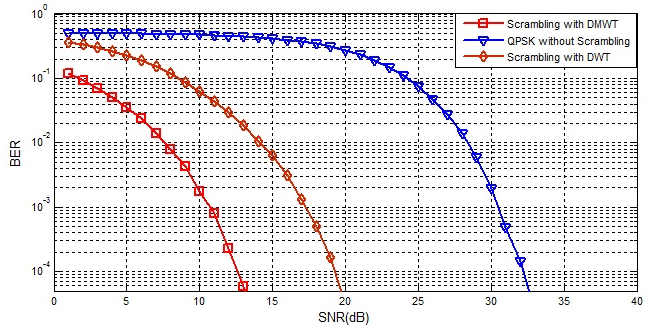 10^0
10^-1
10^-2
10^-3
10^-4
BER
0 5 10 15 20 25 30 35 40
SNR(dB)
Scrambling with DMWT
QPSK without Scrambling
Scrambling with DWT